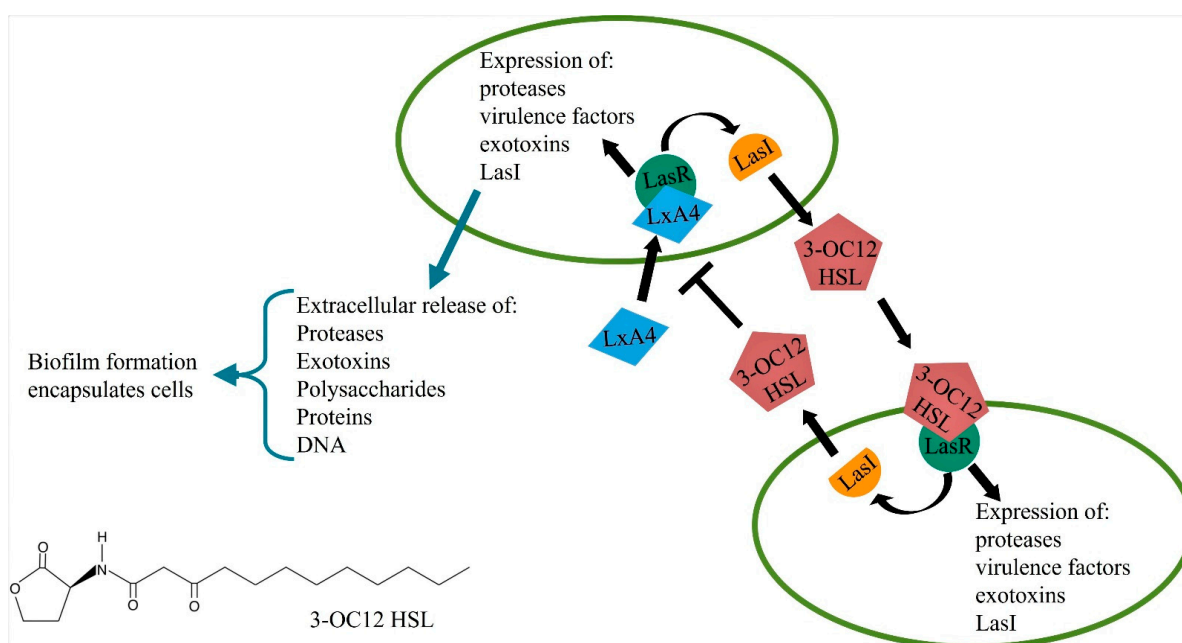 Expression of:
proteases
virulence factors
exotoxins
LasI
LasR
LasI
LxA4
3-OC12
HSL
LxA4
Extracellular release of:
Proteases
Exotoxins
Polysaccharides
Proteins
DNA
Biofilm formation
encapsulates cells
3-OC12
HSL
3-OC12
HSL
LasR
LasI
Expression of:
proteases
virulence factors
exotoxins
LasI
O
H
N
O
O
O
3-OC12 HSL